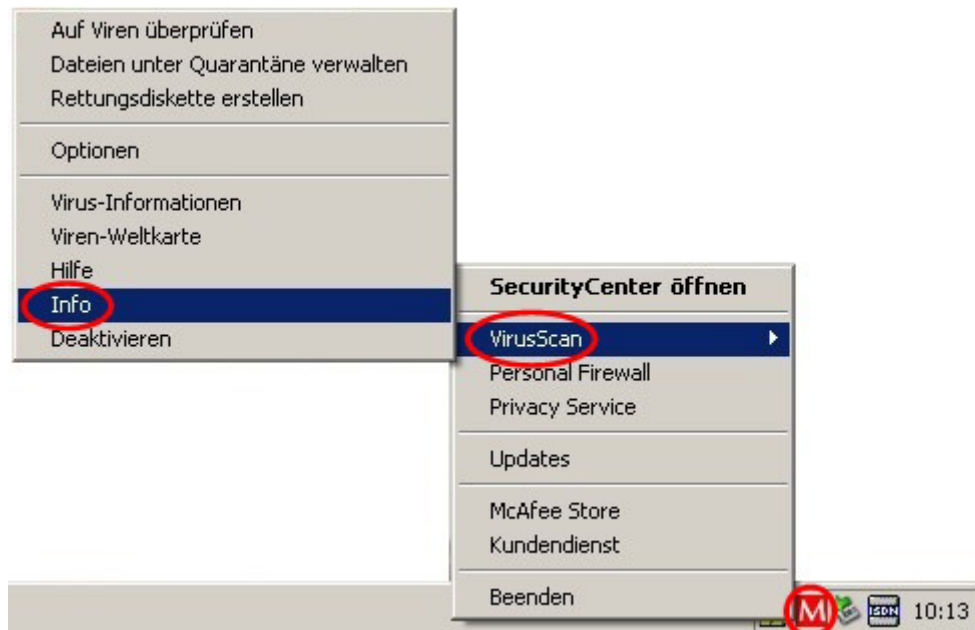 Auf Viren überprüfen
Dateien unter Quarantäne verwalten
Rettungsdiskette erstellen
Optionen
Virus-Informationen
Viren-Weltkarte
Hilfe
Info
Deaktivieren
SecurityCenter öffnen
VirusScan
Personal Firewall
Privacy Service
Updates
McAfee Store
Kundendienst
Beenden
M ISDN 10:13